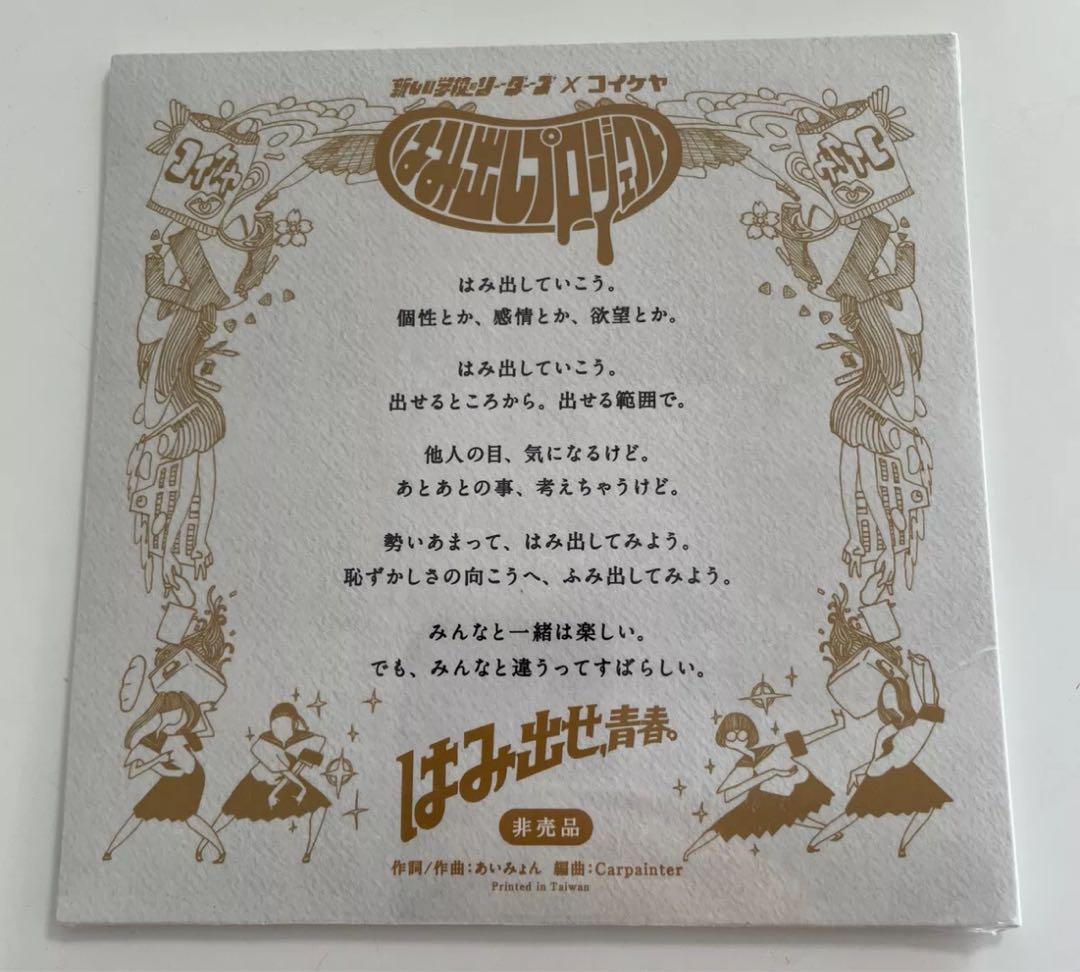 新しい学校のリーダーズ × コイケヤ
コイケヤ
コイケヤ
はみ出しプロジェクト
はみ出していこう。
個性とか、感情とか、欲望とか。
はみ出していこう。
出せるところから。出せる範囲で。
他人の目、気になるけど。
あとあとの事、考えちゃうけど。
勢いあまって、はみ出してみよう。
恥ずかしさの向こうへ、ふみ出してみよう。
みんなと一緒は楽しい。
でも、みんなと違うってすばらしい。
はみ出せ、青春。
非売品
作詞/作曲：あいみょん 編曲：Carpainter
Printed in Taiwan